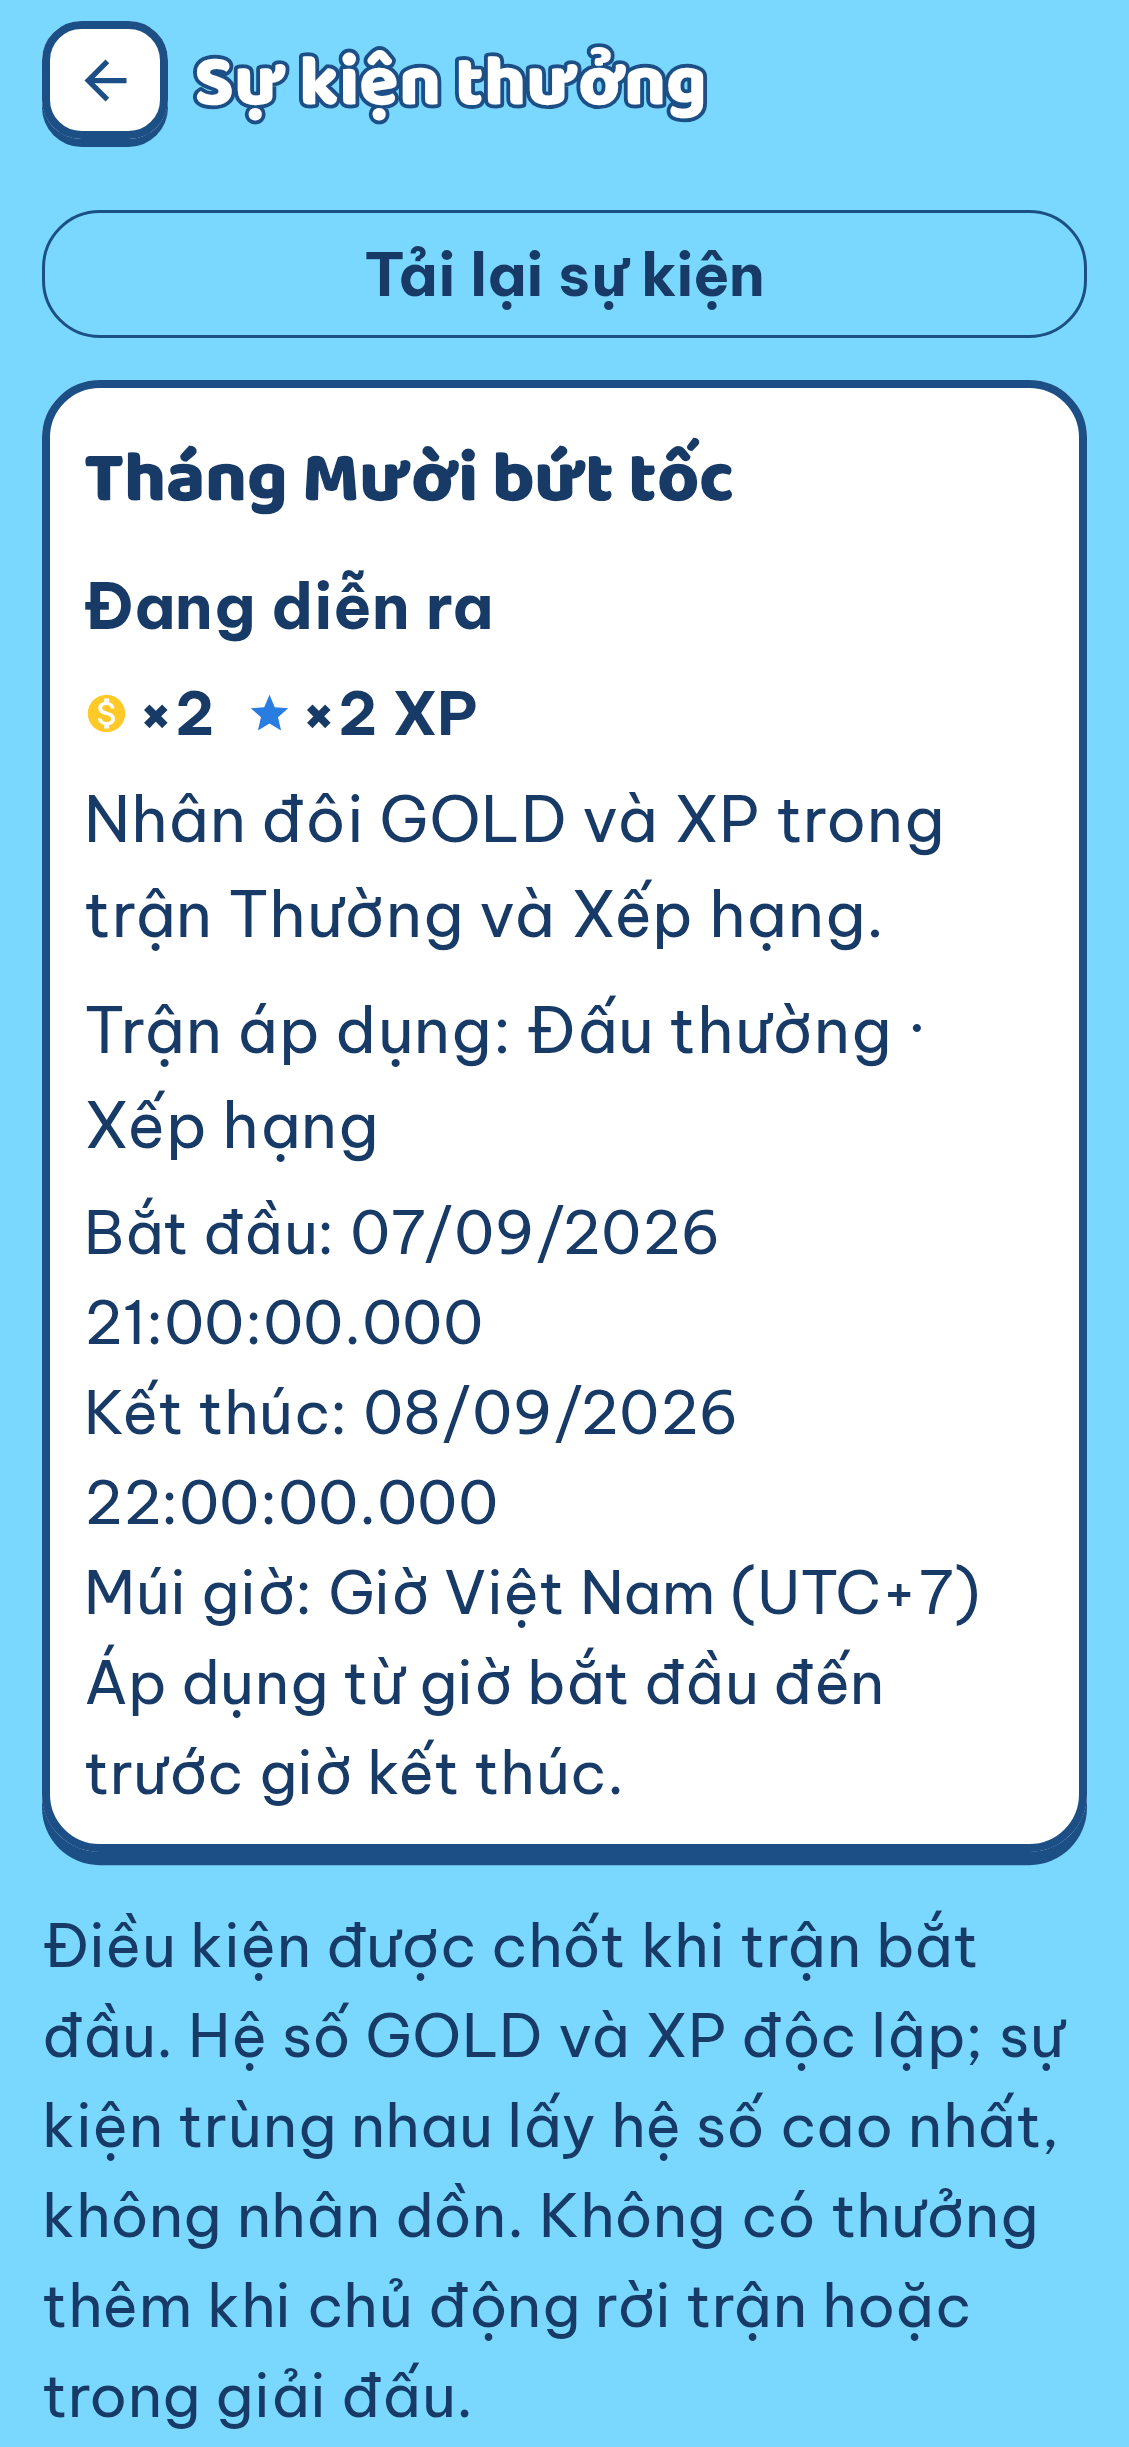 Sự kiện thưởng
Tải lại sự kiện
Tháng Mười bứt tốc
Đang diễn ra
×2 ×2 XP
Nhân đôi GOLD và XP trong
trận Thường và Xếp hạng.
Trận áp dụng: Đấu thường ·
Xếp hạng
Bắt đầu: 07/09/2026
21:00:00.000
Kết thúc: 08/09/2026
22:00:00.000
Múi giờ: Giờ Việt Nam (UTC+7)
Áp dụng từ giờ bắt đầu đến
trước giờ kết thúc.
Điều kiện được chốt khi trận bắt
đầu. Hệ số GOLD và XP độc lập; sự
kiện trùng nhau lấy hệ số cao nhất,
không nhân dồn. Không có thưởng
thêm khi chủ động rời trận hoặc
trong giải đấu.